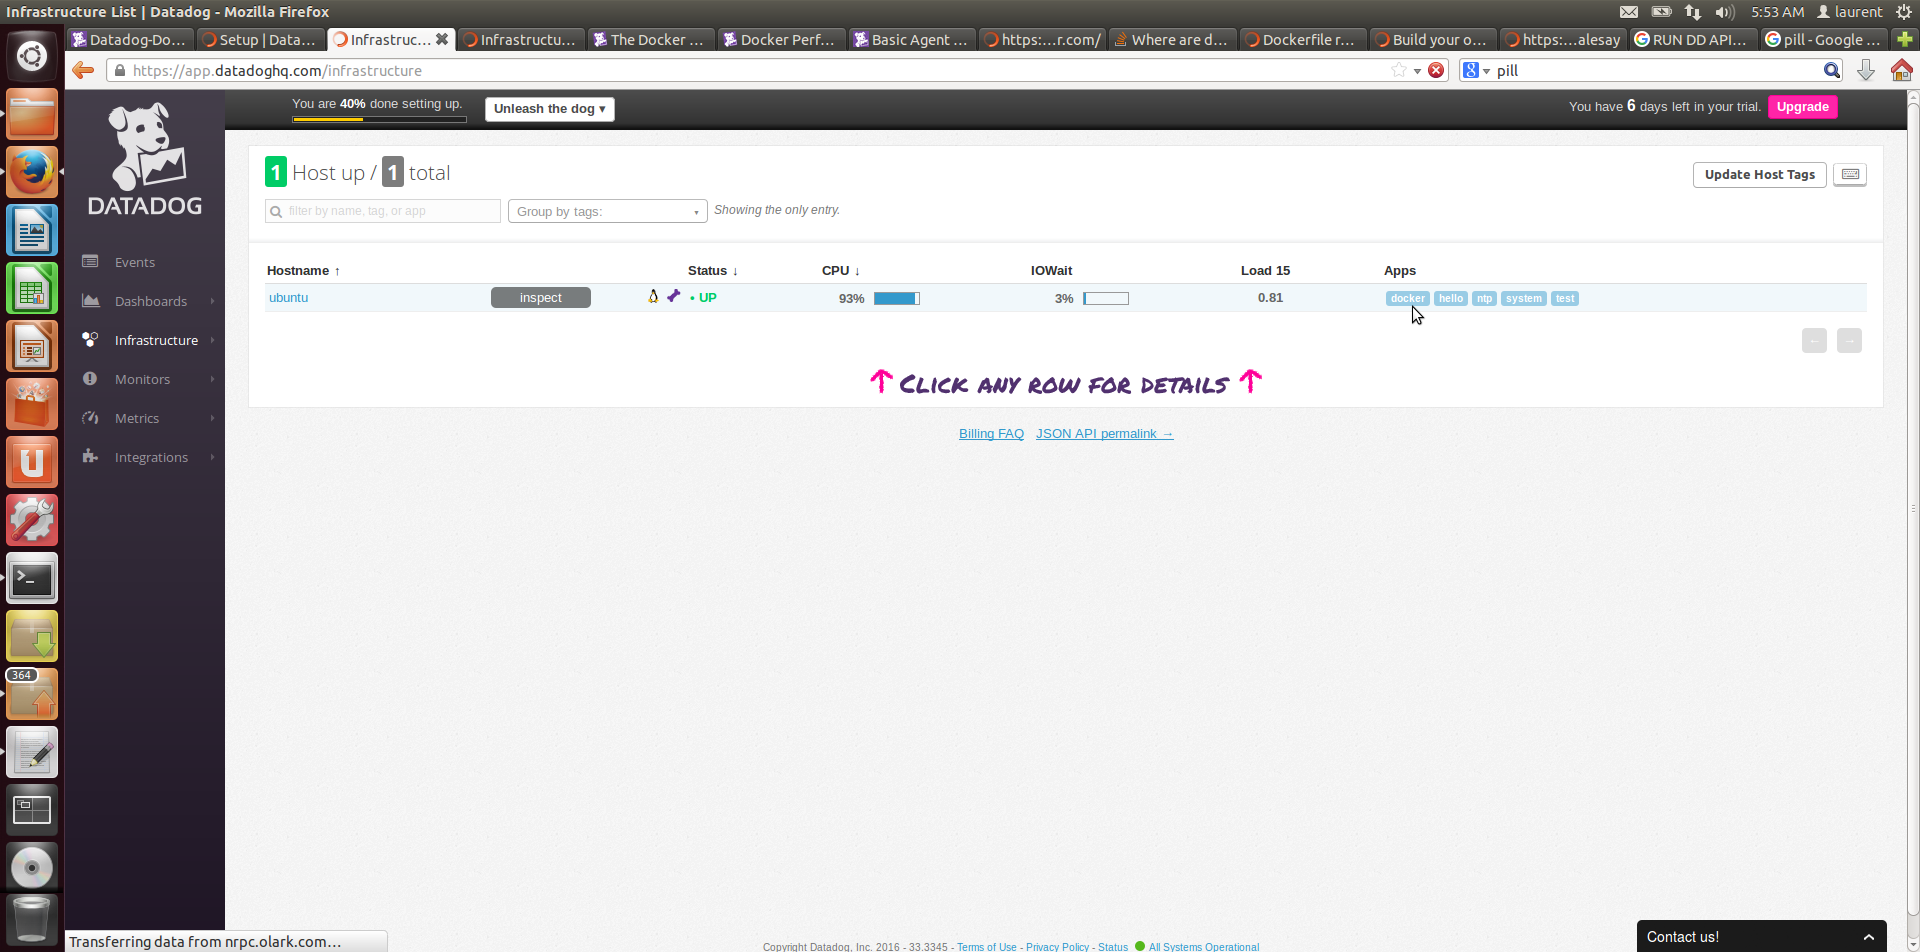 Infrastructure List | Datadog - Mozilla Firefox
5:53 AM laurent
Datadog-Do... Setup | Data... Infrastruc... Infrastructu... The Docker ... Docker Perf... Basic Agent ... https:...r.com/ Where are d... Dockerfile r... Build your o... https:...alesay RUN DD API... pill - Google ...
https://app.datadoghq.com/infrastructure
8 pill
DATADOG
Events
Dashboards
Infrastructure
Monitors
Metrics
Integrations
364
You are 40% done setting up. Unleash the dog ▾
You have 6 days left in your trial. Upgrade
1 Host up / 1 total
Update Host Tags
filter by name, tag, or app Group by tags: Showing the only entry.
Hostname ↑ Status ↓ CPU ↓ IOWait Load 15 Apps
ubuntu inspect • UP 93% 3% 0.81 docker hello ntp system test
← →
↑ Click any row for details ↑
Billing FAQ JSON API permalink →
Transferring data from nrpc.olark.com...
Copyright Datadog, Inc. 2016 - 33.3345 - Terms of Use - Privacy Policy - Status All Systems Operational
Contact us!